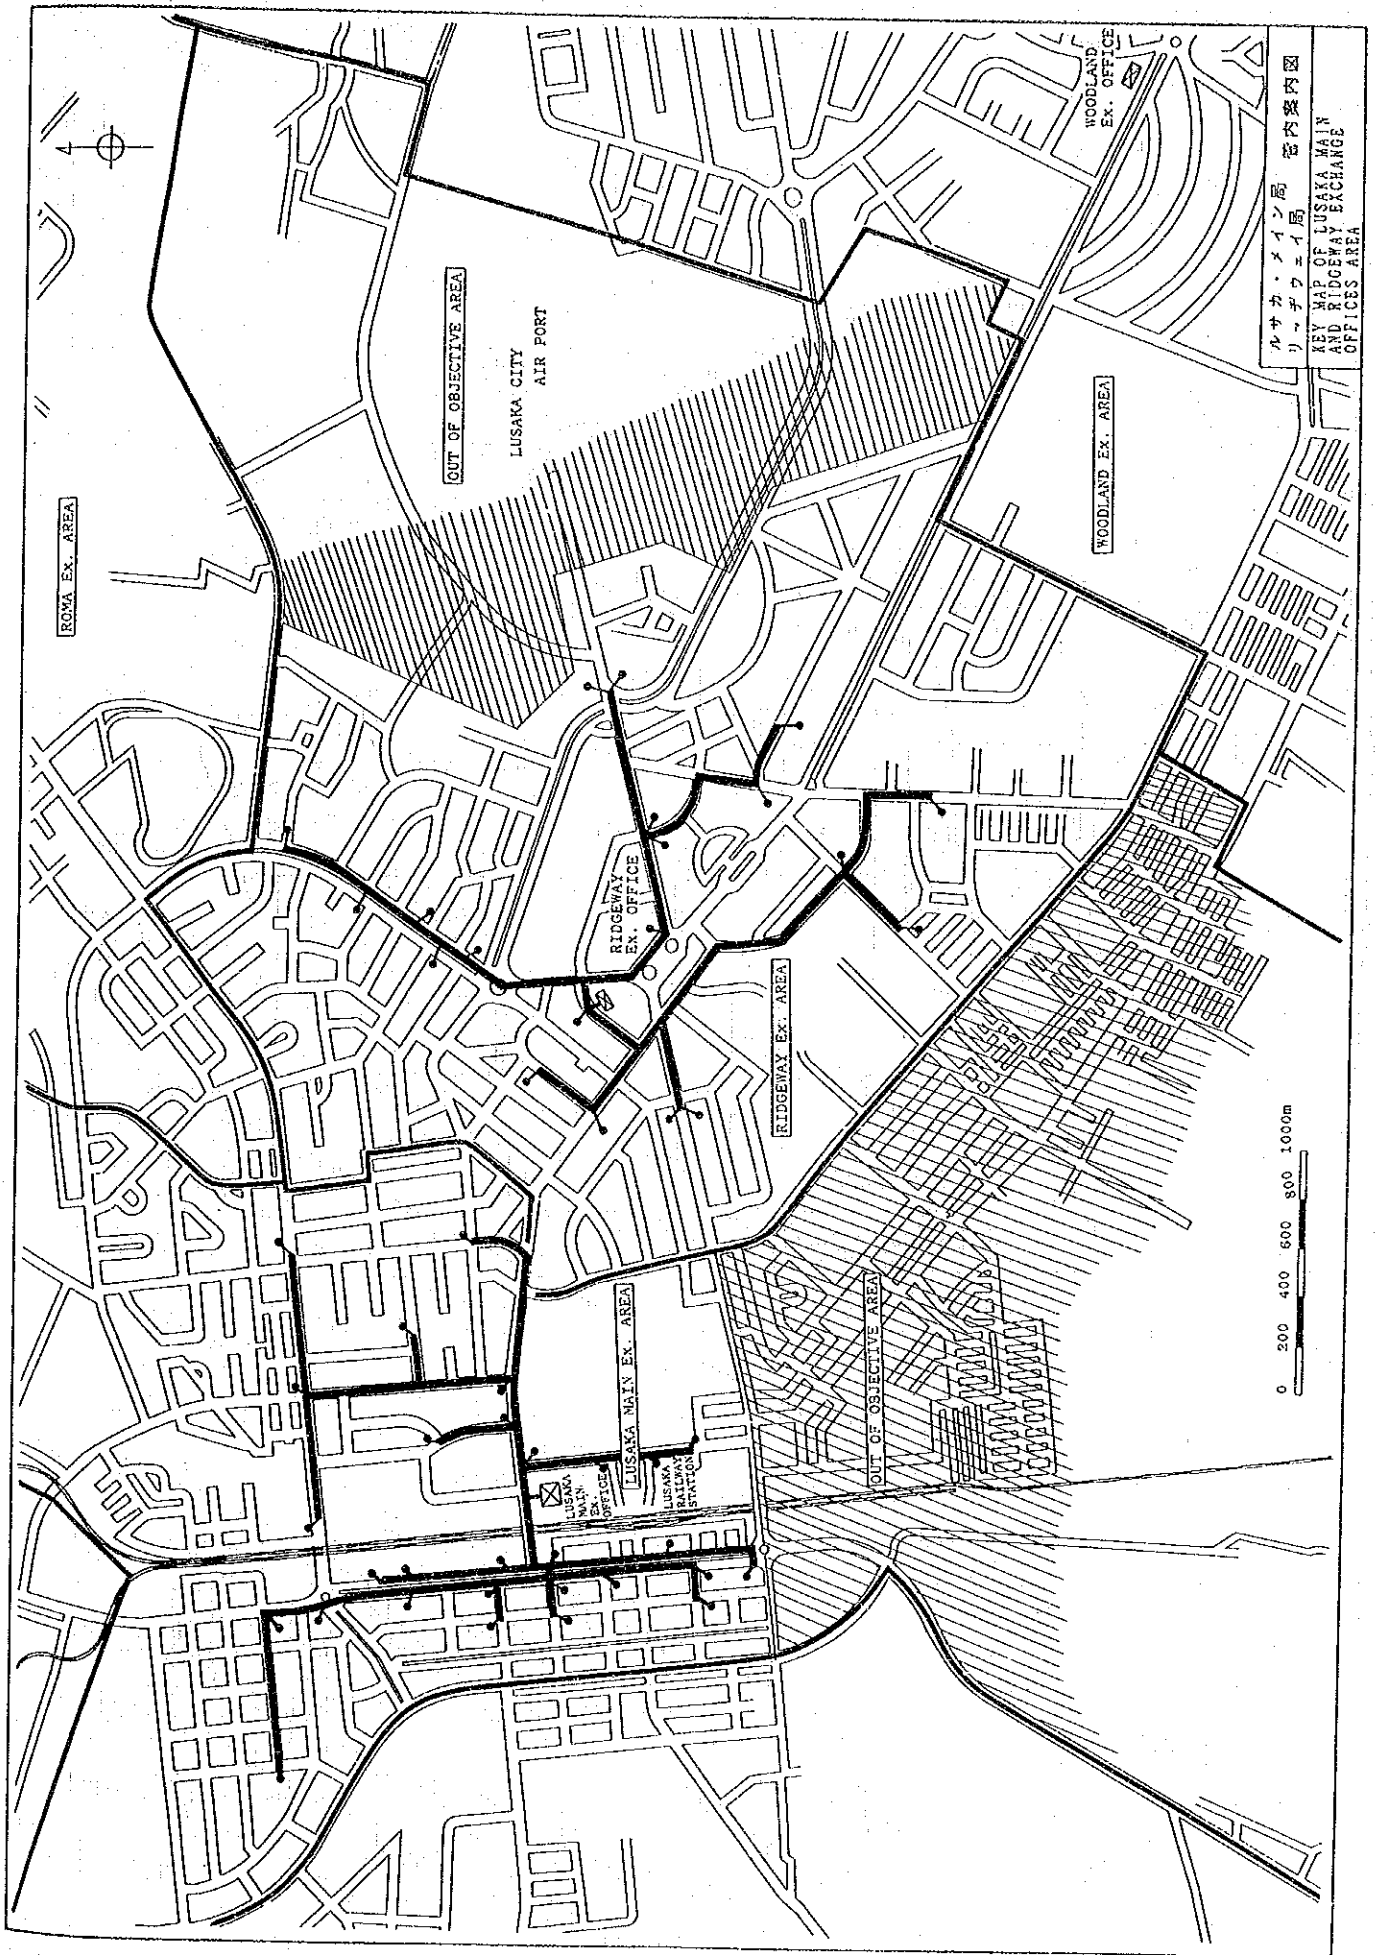 ROMA Ex. AREA
OUT OF OBJECTIVE AREA
LUSAKA CITY
AIR PORT
WOODLAND
Ex. OFFICE
WOODLAND Ex. AREA
RIDGEWAY
Ex. OFFICE
RIDGEWAY Ex. AREA
LUSAKA MAIN Ex. AREA
LUSAKA
MAIN.
Ex.
OFFICE
LUSAKA
RAILWAY
STATION
OUT OF OBJECTIVE AREA
0 200 400 600 800 1000m
ルサカ・メイン局
リッヂウェイ局
内案内図
KEY MAP OF LUSAKA MAIN
AND RIDGEWAY EXCHANGE
OFFICES AREA